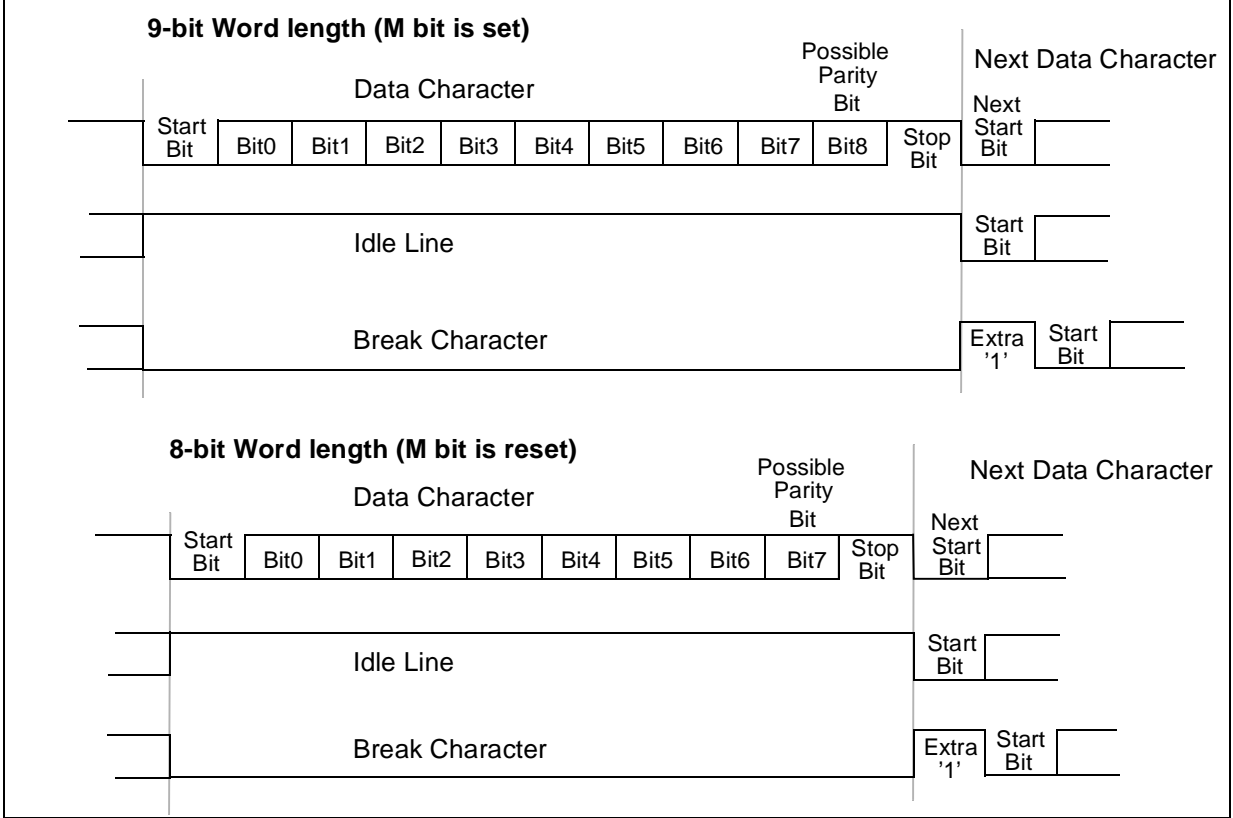 9-bit Word length (M bit is set)
Possible
Parity
Bit
Next Data Character
Data Character
Next
Start
Bit
Start
Bit
Bit0
Bit1
Bit2
Bit3
Bit4
Bit5
Bit6
Bit7
Bit8
Stop
Bit
Idle Line
Start
Bit
Break Character
Extra
'1'
Start
Bit
8-bit Word length (M bit is reset)
Possible
Parity
Bit
Next Data Character
Data Character
Next
Start
Bit
Start
Bit
Bit0
Bit1
Bit2
Bit3
Bit4
Bit5
Bit6
Bit7
Stop
Bit
Idle Line
Start
Bit
Break Character
Extra
'1'
Start
Bit